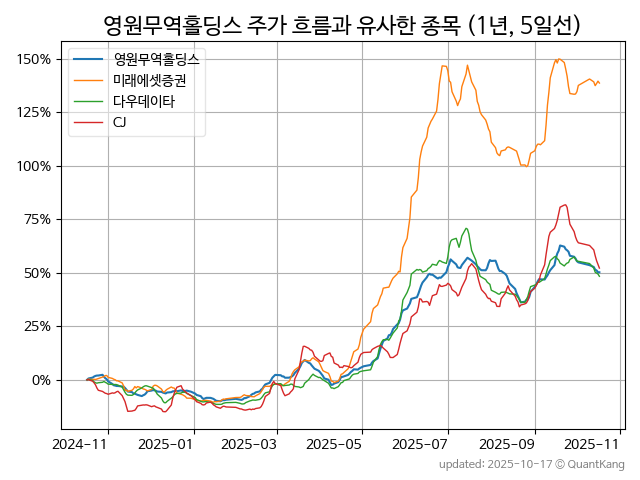 영원무역홀딩스 주가 흐름과 유사한 종목 (1년, 5일선)
150%
125%
100%
75%
50%
25%
0%
영원무역홀딩스
미래에셋증권
다우데이타
CJ
2024-11
2025-01
2025-03
2025-05
2025-07
2025-09
2025-11
updated: 2025-10-17 © QuantKang